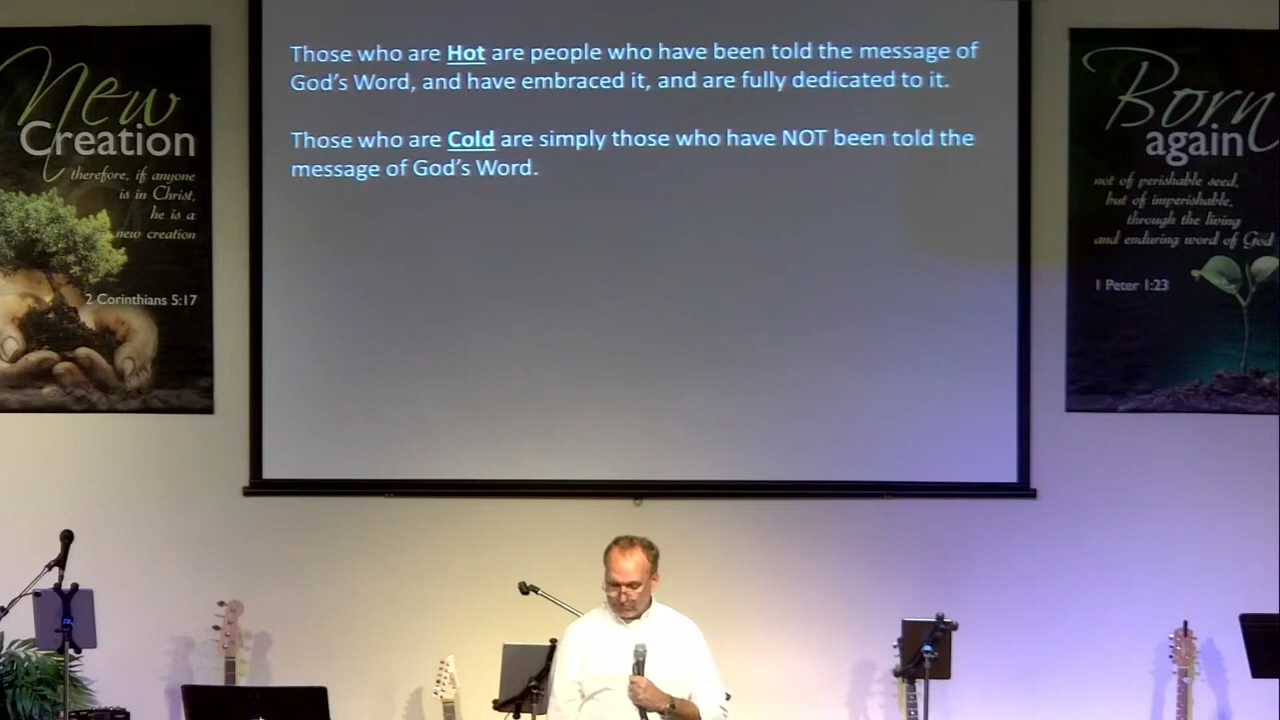 Those who are Hot are people who have been told the message of
God's Word, and have embraced it, and are fully dedicated to it.
Those who are Cold are simply those who have NOT been told the
message of God's Word.
New
Creation
therefore, if anyone
is in Christ,
he is a
new creation
2 Corinthians 5:17
Born
again
not of perishable seed,
but of imperishable,
through the living
and enduring word of God
1 Peter 1:23